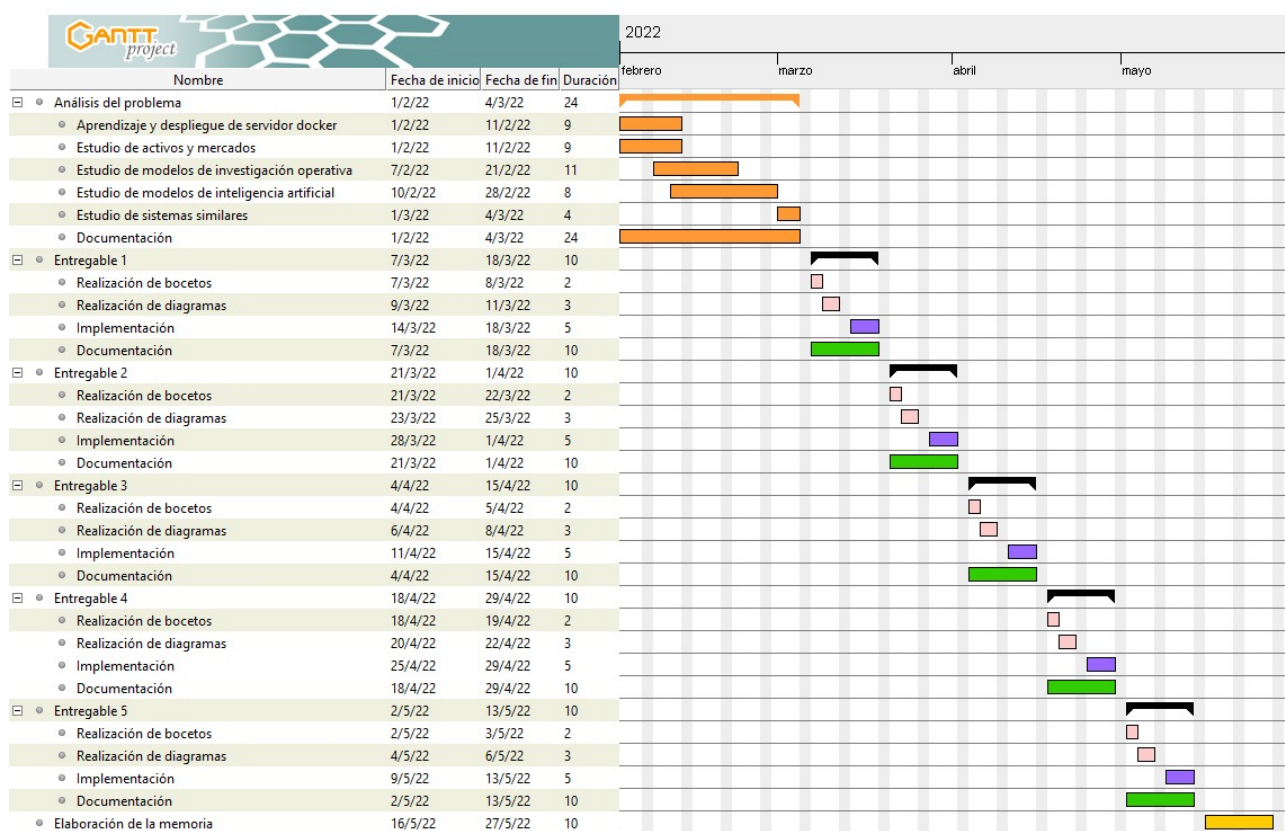 GANTT project
2022
febrero marzo abril mayo
Nombre Fecha de inicio Fecha de fin Duración
Análisis del problema 1/2/22 4/3/22 24
Aprendizaje y despliegue de servidor docker 1/2/22 11/2/22 9
Estudio de activos y mercados 1/2/22 11/2/22 9
Estudio de modelos de investigación operativa 7/2/22 21/2/22 11
Estudio de modelos de inteligencia artificial 10/2/22 28/2/22 8
Estudio de sistemas similares 1/3/22 4/3/22 4
Documentación 1/2/22 4/3/22 24
Entregable 1 7/3/22 18/3/22 10
Realización de bocetos 7/3/22 8/3/22 2
Realización de diagramas 9/3/22 11/3/22 3
Implementación 14/3/22 18/3/22 5
Documentación 7/3/22 18/3/22 10
Entregable 2 21/3/22 1/4/22 10
Realización de bocetos 21/3/22 22/3/22 2
Realización de diagramas 23/3/22 25/3/22 3
Implementación 28/3/22 1/4/22 5
Documentación 21/3/22 1/4/22 10
Entregable 3 4/4/22 15/4/22 10
Realización de bocetos 4/4/22 5/4/22 2
Realización de diagramas 6/4/22 8/4/22 3
Implementación 11/4/22 15/4/22 5
Documentación 4/4/22 15/4/22 10
Entregable 4 18/4/22 29/4/22 10
Realización de bocetos 18/4/22 19/4/22 2
Realización de diagramas 20/4/22 22/4/22 3
Implementación 25/4/22 29/4/22 5
Documentación 18/4/22 29/4/22 10
Entregable 5 2/5/22 13/5/22 10
Realización de bocetos 2/5/22 3/5/22 2
Realización de diagramas 4/5/22 6/5/22 3
Implementación 9/5/22 13/5/22 5
Documentación 2/5/22 13/5/22 10
Elaboración de la memoria 16/5/22 27/5/22 10